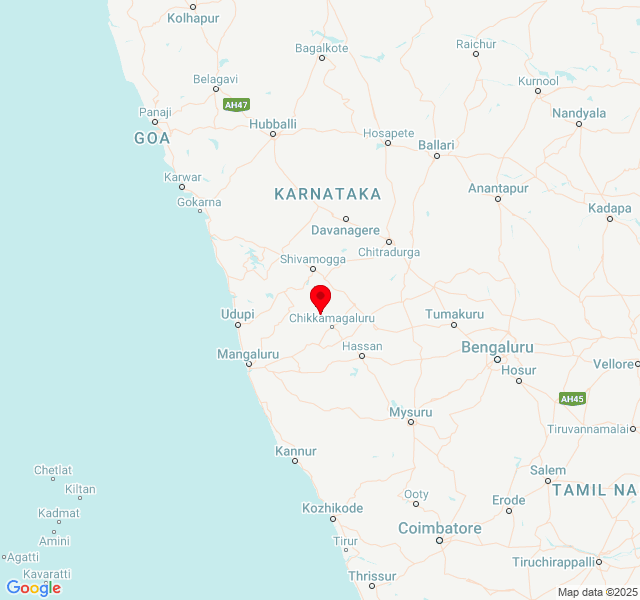 Kolhapur
Raichur
Bagalkote
Belagavi
Kurnool
AH47
Panaji
Nandyala
Hubballi
GOA
Hosapete
Ballari
Karwar
KARNATAKA
Anantapur
Gokarna
Kadapa
Davanagere
Chitradurga
Shivamogga
Udupi
Chikkamagaluru
Tumakuru
Mangaluru
Hassan
Bengaluru
Vellore
Hosur
AH45
Mysuru
Tiruvannamalai
Kannur
Chetlat
Salem
Kiltan
Ooty
TAMIL NA
Kadmat
Kozhikode
Erode
Amini
Coimbatore
Tirur
Agatti
Tiruchirappalli
Kavaratti
Thrissur
Google
Map data ©2025